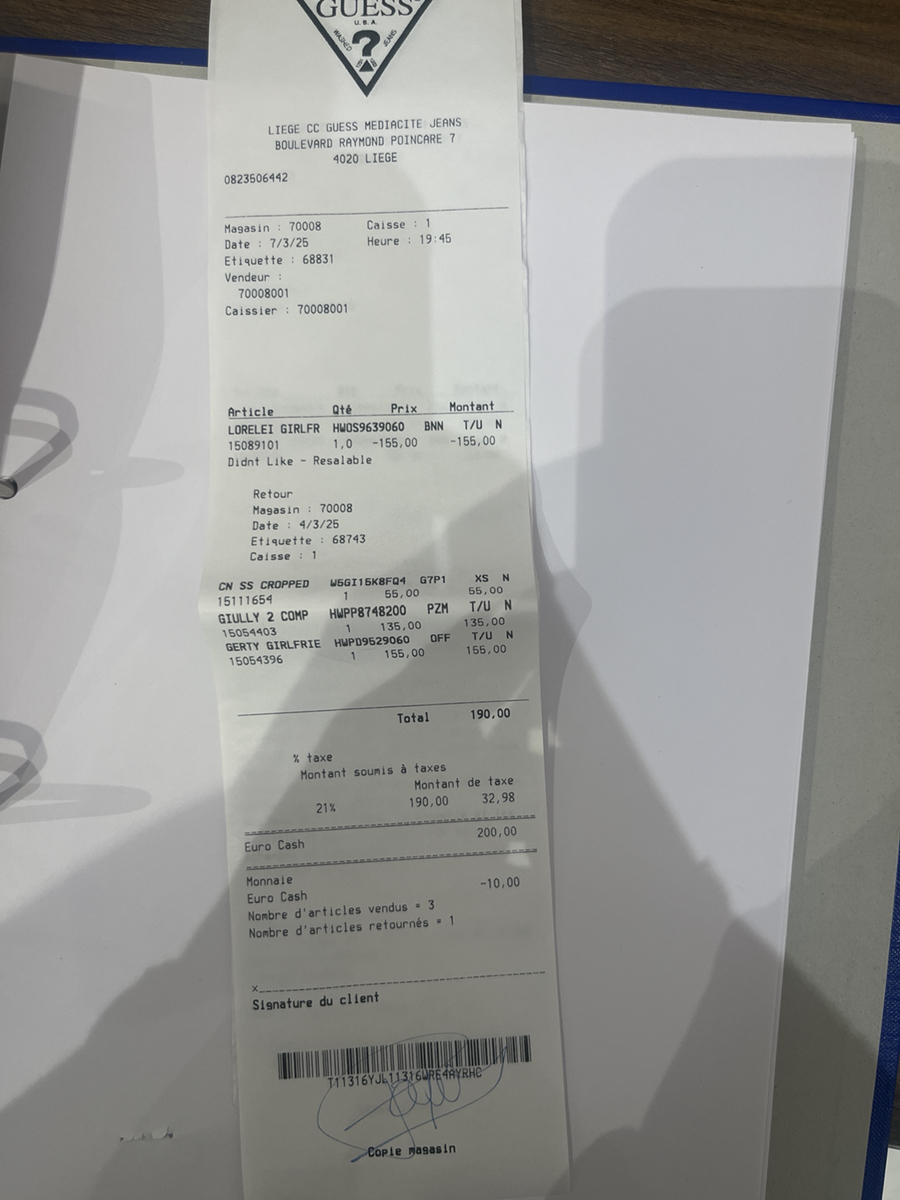 GUESS
U.S.A.
WASHED JEANS
?
LIEGE CC GUESS MEDIACITE JEANS
BOULEVARD RAYMOND POINCARE 7
4020 LIEGE
0823506442
Magasin : 70008 Caisse : 1
Date : 7/3/25 Heure : 19:45
Etiquette : 68831
Vendeur :
70008001
Caissier : 70008001
Article Qté Prix Montant
LORELEI GIRLFR HWOS9639060 BNN T/U N
15089101 1,0 -155,00 -155,00
Didnt Like - Resalable
Retour
Magasin : 70008
Date : 4/3/25
Etiquette : 68743
Caisse : 1
CN SS CROPPED W5GI15K8FQ4 G7P1 XS N
15111654 1 55,00 55,00
GIULLY 2 COMP HWPP8748200 PZM T/U N
15054403 1 135,00 135,00
GERTY GIRLFRIE HWPD9529060 OFF T/U N
15054396 1 155,00 155,00
Total 190,00
% taxe
Montant soumis à taxes
Montant de taxe
21% 190,00 32,98
Euro Cash 200,00
Monnaie
Euro Cash -10,00
Nombre d'articles vendus = 3
Nombre d'articles retournés = 1
x
Signature du client
T11316YJL11316WRE4AYRHC
Copie magasin